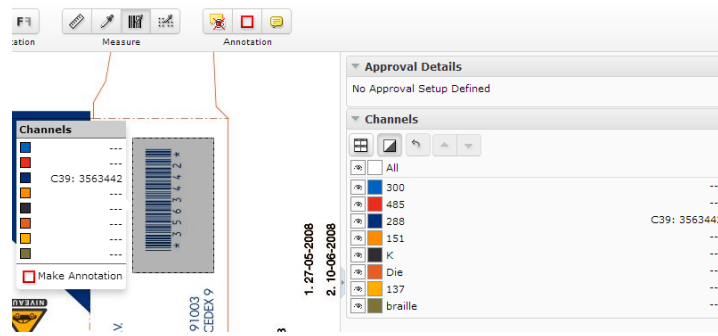 tation
Measure
Annotation
Approval Details
No Approval Setup Defined
Channels
All
300
---
485
---
288
C39: 3563442
151
---
K
---
Die
---
137
---
braille
---
Channels
---
---
C39: 3563442
---
---
---
---
---
Make Annotation
*3563442*
1. 27-05-2008
2. 10-06-2008
91003
CEDEX 9
V.
NIVEAU